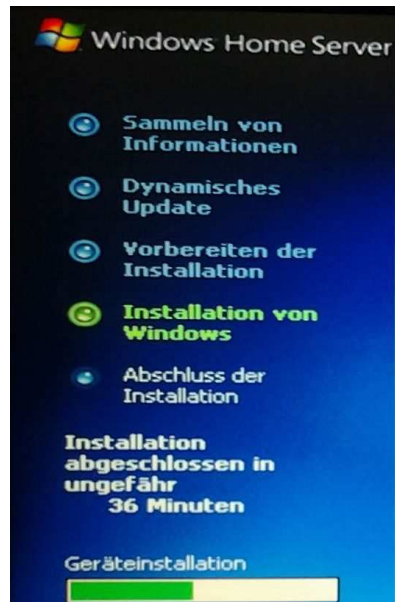 Windows Home Server
Sammeln von
Informationen
Dynamisches
Update
Vorbereiten der
Installation
Installation von
Windows
Abschluss der
Installation
Installation
abgeschlossen in
ungefähr
36 Minuten
Geräteinstallation